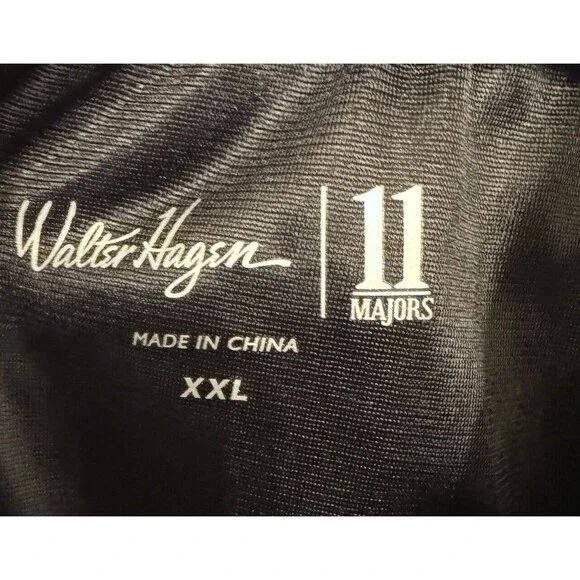 Walter Hagen
11
MAJORS
MADE IN CHINA
XXL